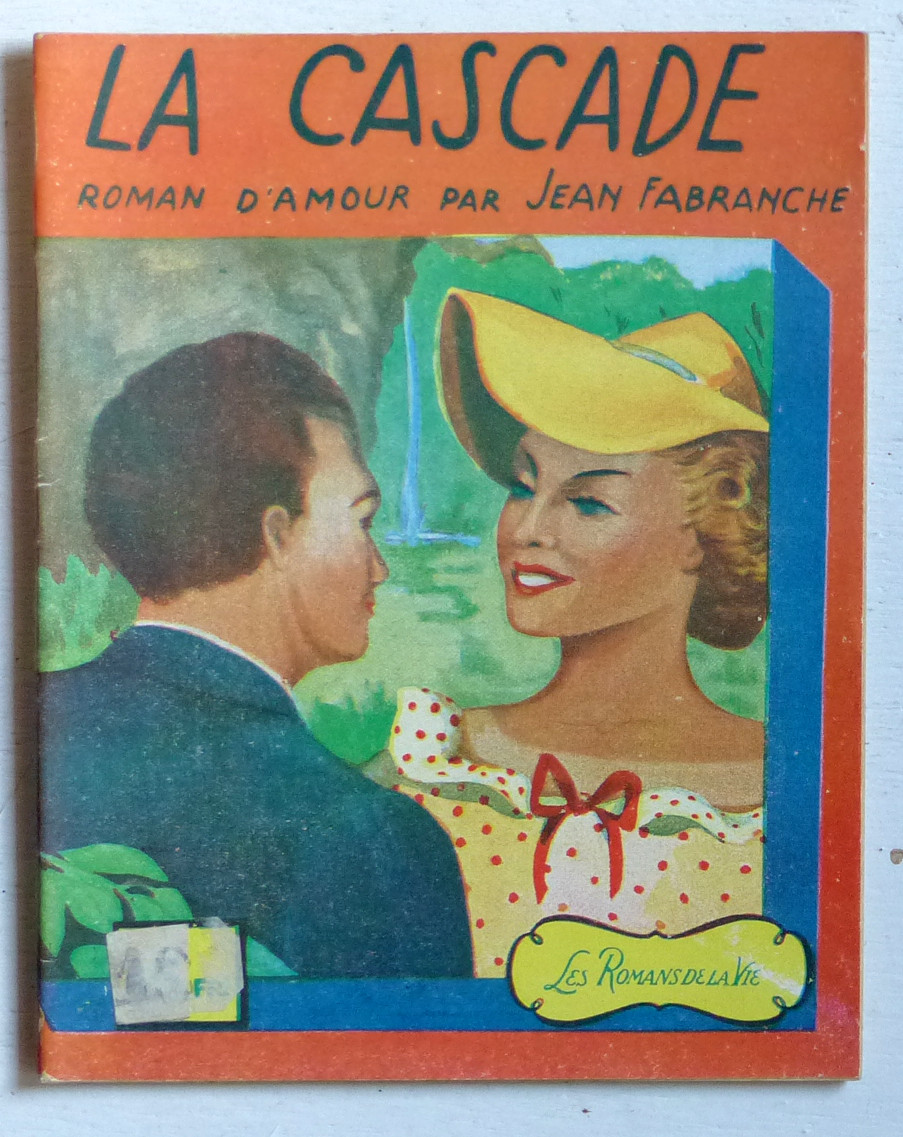 LA CASCADE
ROMAN D'AMOUR PAR JEAN FABRANCHE
LES ROMANS DE LA VIE